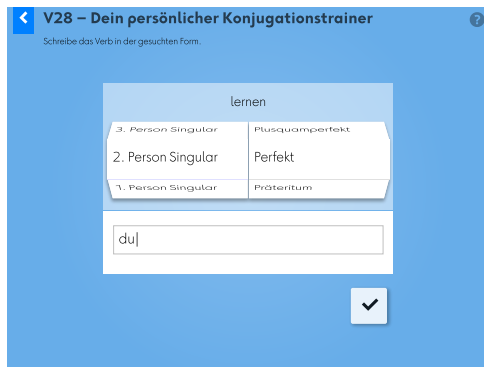 V28 – Dein persönlicher Konjugationstrainer
?
Schreibe das Verb in der gesuchten Form.
lernen
3. Person Singular Plusquamperfekt
2. Person Singular Perfekt
1. Person Singular Präteritum
du